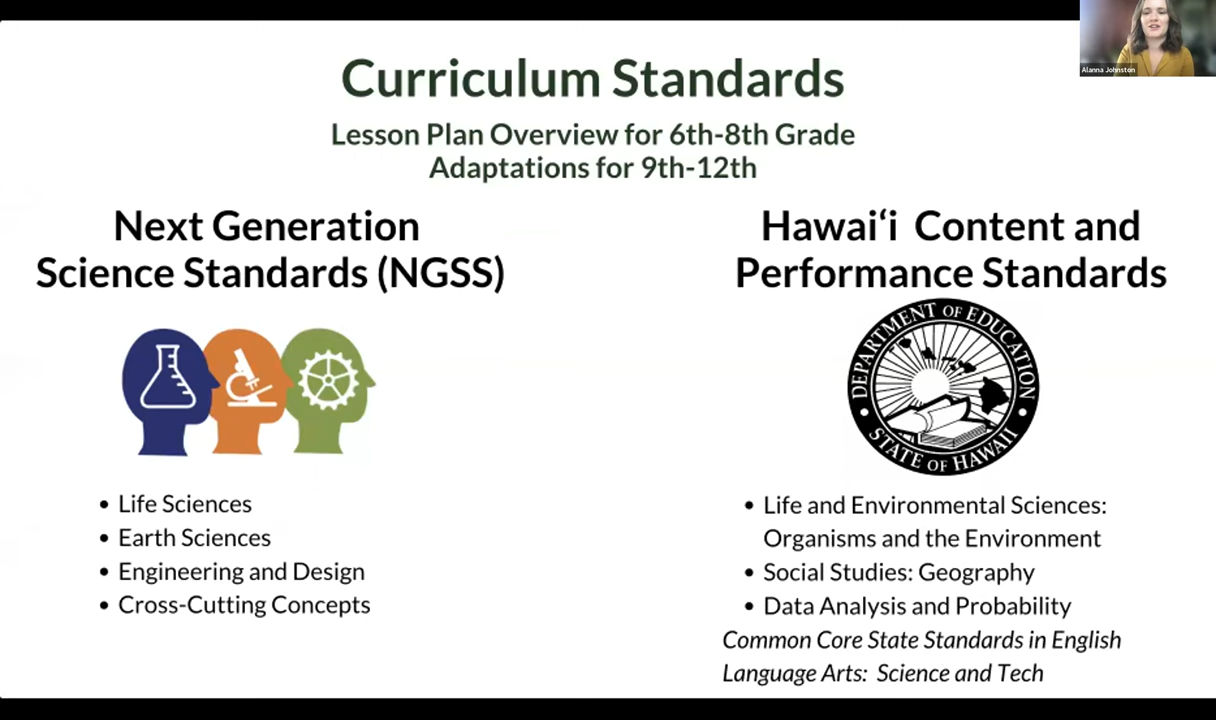 Curriculum Standards
Lesson Plan Overview for 6th-8th Grade
Adaptations for 9th-12th
Next Generation
Science Standards (NGSS)
• Life Sciences
• Earth Sciences
• Engineering and Design
• Cross-Cutting Concepts
Hawai‘i Content and
Performance Standards
DEPARTMENT OF EDUCATION
STATE OF HAWAII
• Life and Environmental Sciences:
Organisms and the Environment
• Social Studies: Geography
• Data Analysis and Probability
Common Core State Standards in English
Language Arts: Science and Tech
Alanna Johnston